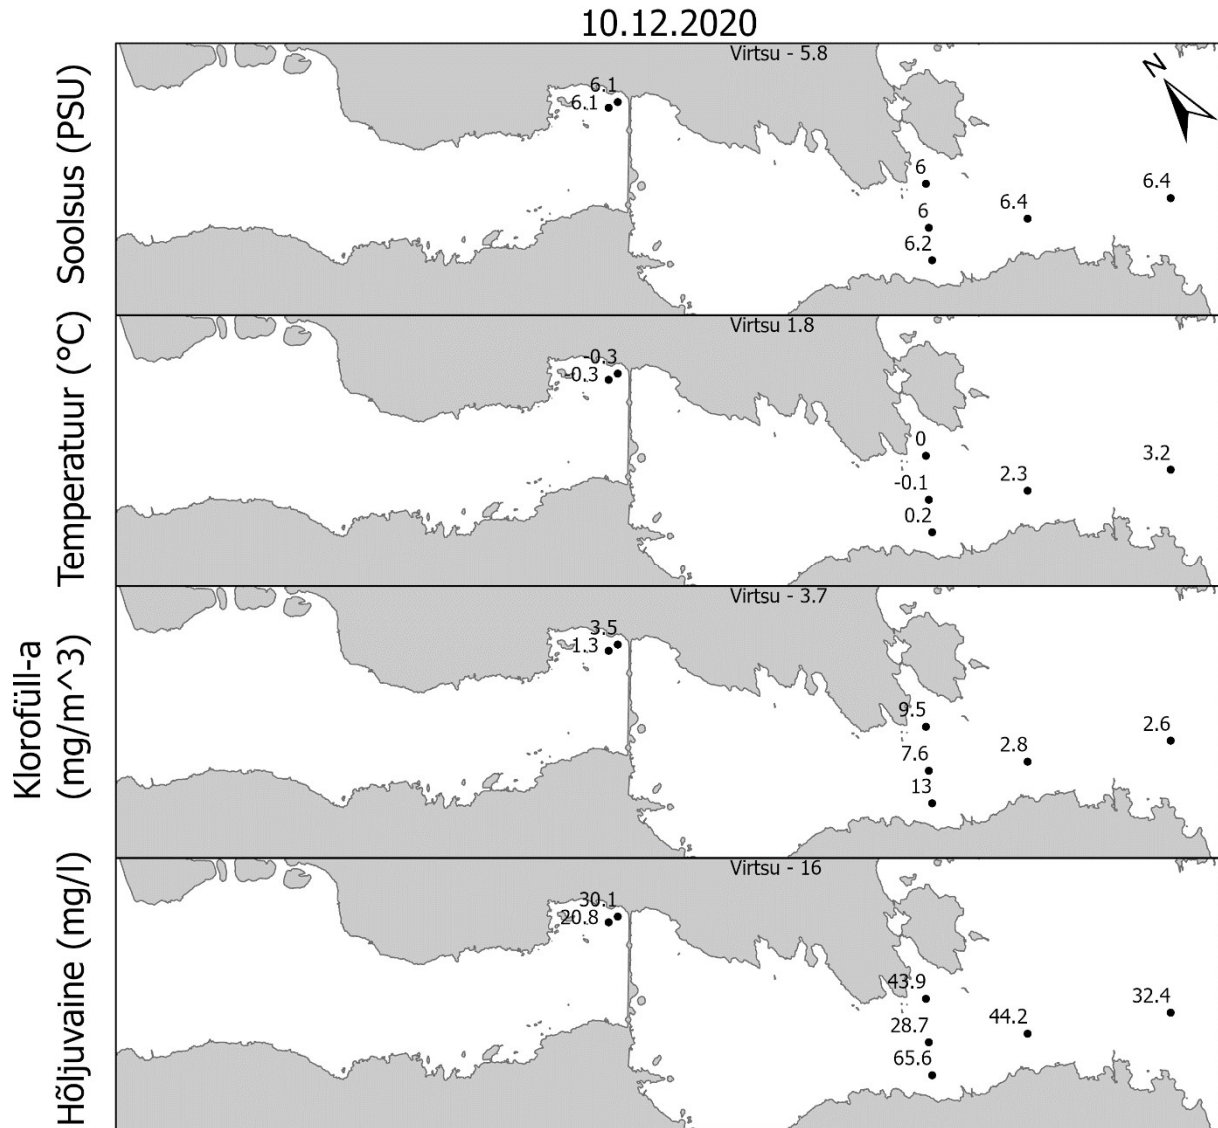 10.12.2020
Soolsus (PSU)
Virtsu - 5.8
N
6.1
6.1
6
6
6.2
6.4
6.4
Temperatuur (°C)
Virtsu 1.8
-0.3
-0.3
0
-0.1
0.2
2.3
3.2
Klorofüll-a
(mg/m^3)
Virtsu - 3.7
3.5
1.3
9.5
7.6
13
2.8
2.6
Hõljuvaine (mg/l)
Virtsu - 16
30.1
20.8
43.9
28.7
65.6
44.2
32.4